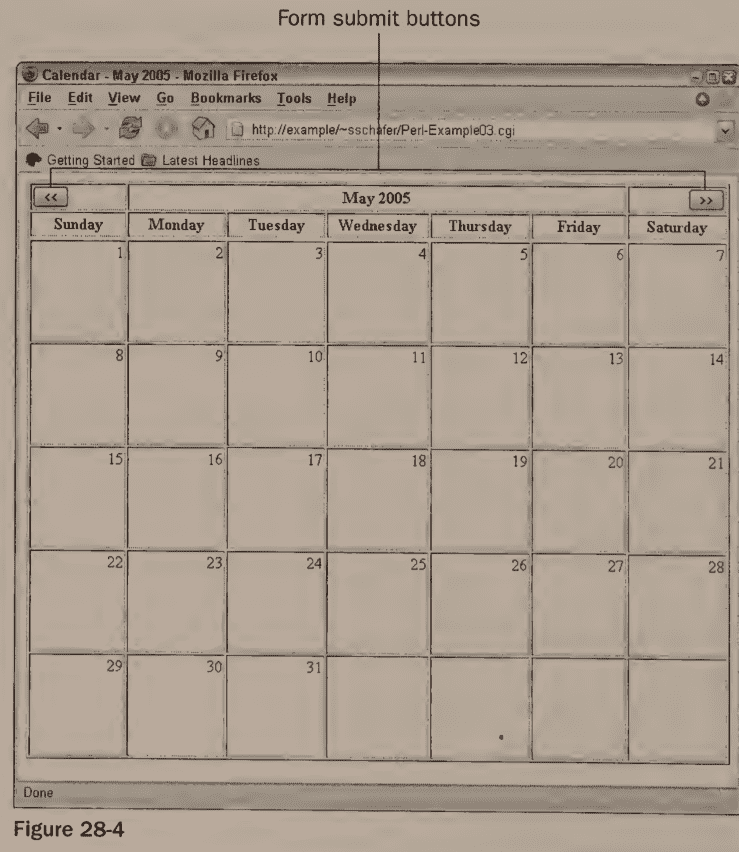 Form submit buttons
Calendar - May 2005 - Mozilla Firefox
File Edit View Go Bookmarks Tools Help
http://example/~sschafer/Perl-Example03.cgi
Getting Started Latest Headlines
<< May 2005 >>
Sunday Monday Tuesday Wednesday Thursday Friday Saturday
1 2 3 4 5 6 7
8 9 10 11 12 13 14
15 16 17 18 19 20 21
22 23 24 25 26 27 28
29 30 31
Done
Figure 28-4